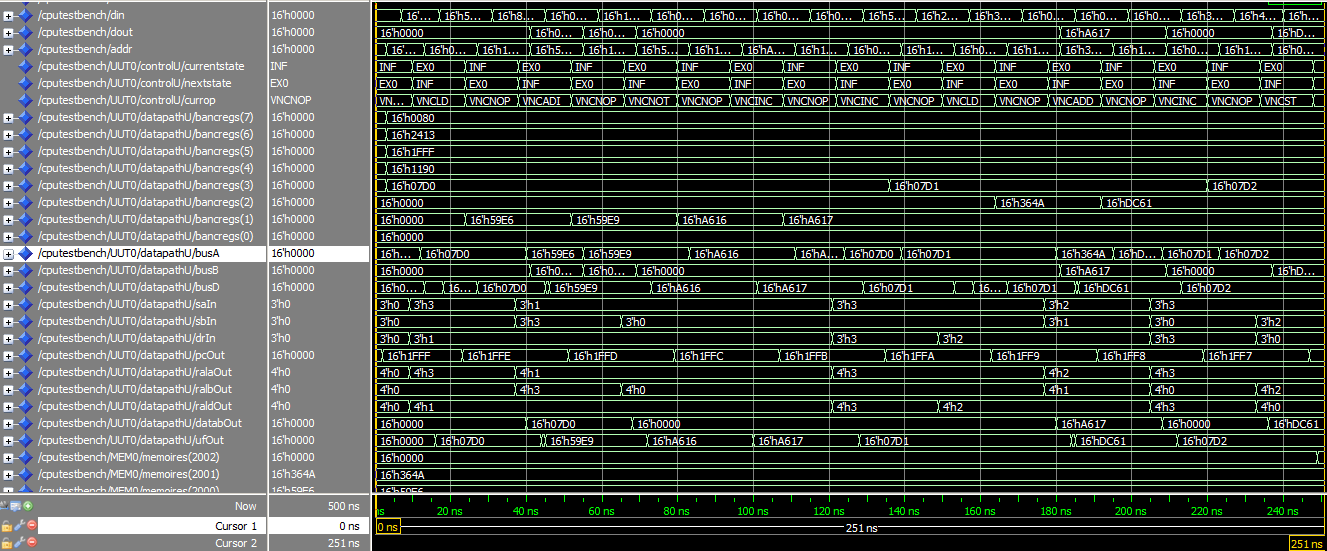 /cputestbench/din 16'h0000 16'... 16'h5... 16'h8... 16'h0... 16'h1... 16'h0... 16'h0... 16'h0... 16'h0... 16'h5... 16'h2... 16'h3... 16'h0... 16'h0... 16'h0... 16'h3... 16'h4... 16'h...
/cputestbench/dout 16'h0000 16'h0000 16'h0... 16'h0... 16'h0000 16'hA617 16'h0000 16'hD...
/cputestbench/addr 16'h0000 16'h... 16'h0... 16'h1... 16'h5... 16'h1... 16'h5... 16'h1... 16'hA... 16'h1... 16'h0... 16'h1... 16'h0... 16'h1... 16'h3... 16'h1... 16'h0... 16'h1... 16'h0...
/cputestbench/UUT0/controlU/currentstate INF INF EX0 INF EX0 INF EX0 INF EX0 INF EX0 INF EX0 INF EX0 INF EX0 INF EX0
/cputestbench/UUT0/controlU/nextstate EX0 EX0 INF EX0 INF EX0 INF EX0 INF EX0 INF EX0 INF EX0 INF EX0 INF EX0 INF
/cputestbench/UUT0/controlU/currop VNCNOP VN... VNCLD VNCNOP VNCADI VNCNOP VNCNOT VNCNOP VNCINC VNCNOP VNCINC VNCNOP VNCLD VNCNOP VNCADD VNCNOP VNCINC VNCNOP VNCST
/cputestbench/UUT0/datapathU/bancregs(7) 16'h0000 16'h0080
/cputestbench/UUT0/datapathU/bancregs(6) 16'h0000 16'h2413
/cputestbench/UUT0/datapathU/bancregs(5) 16'h0000 16'h1FFF
/cputestbench/UUT0/datapathU/bancregs(4) 16'h0000 16'h1190
/cputestbench/UUT0/datapathU/bancregs(3) 16'h0000 16'h07D0 16'h07D1 16'h07D2
/cputestbench/UUT0/datapathU/bancregs(2) 16'h0000 16'h0000 16'h364A 16'hDC61
/cputestbench/UUT0/datapathU/bancregs(1) 16'h0000 16'h0000 16'h59E6 16'h59E9 16'hA616 16'hA617
/cputestbench/UUT0/datapathU/bancregs(0) 16'h0000 16'h0000
/cputestbench/UUT0/datapathU/busA 16'h0000 16'h... 16'h07D0 16'h59E6 16'h59E9 16'hA616 16'hA... 16'h07D0 16'h07D1 16'h364A 16'hD... 16'h07D1 16'h07D2
/cputestbench/UUT0/datapathU/busB 16'h0000 16'h0000 16'h0... 16'h0... 16'h0000 16'hA617 16'h0000 16'hD...
/cputestbench/UUT0/datapathU/busD 16'h0000 16'h0... 16'h... 16'h07D0 16'h59E9 16'hA616 16'hA617 16'h07D1 16'h... 16'h07D1 16'hDC61 16'h07D2
/cputestbench/UUT0/datapathU/saIn 3'h0 3'h0 3'h3 3'h1 3'h3 3'h2 3'h3
/cputestbench/UUT0/datapathU/sbIn 3'h0 3'h0 3'h3 3'h0 3'h1 3'h0 3'h2
/cputestbench/UUT0/datapathU/drIn 3'h0 3'h0 3'h1 3'h3 3'h2 3'h3 3'h0
/cputestbench/UUT0/datapathU/pcOut 16'h0000 16'h1FFF 16'h1FFE 16'h1FFD 16'h1FFC 16'h1FFB 16'h1FFA 16'h1FF9 16'h1FF8 16'h1FF7
/cputestbench/UUT0/datapathU/ralaOut 4'h0 4'h0 4'h3 4'h1 4'h3 4'h2 4'h3
/cputestbench/UUT0/datapathU/ralbOut 4'h0 4'h0 4'h3 4'h0 4'h1 4'h0 4'h2
/cputestbench/UUT0/datapathU/raldOut 4'h0 4'h0 4'h1 4'h3 4'h2 4'h3 4'h0
/cputestbench/UUT0/datapathU/databOut 16'h0000 16'h0000 16'h07D0 16'h0000 16'hA617 16'h0000 16'hDC61
/cputestbench/UUT0/datapathU/ufOut 16'h0000 16'h0000 16'h07D0 16'h59E9 16'hA616 16'hA617 16'h07D1 16'hDC61 16'h07D2
/cputestbench/MEM0/memoires(2002) 16'h0000 16'h0000
/cputestbench/MEM0/memoires(2001) 16'h364A 16'h364A
/cputestbench/MEM0/memoires(2000) 16'h59E6 16'h59E6
Now 500 ns 20 ns 40 ns 60 ns 80 ns 100 ns 120 ns 140 ns 160 ns 180 ns 200 ns 220 ns 240 ns
Cursor 1 0 ns 0 ns 251 ns
Cursor 2 251 ns 251 ns